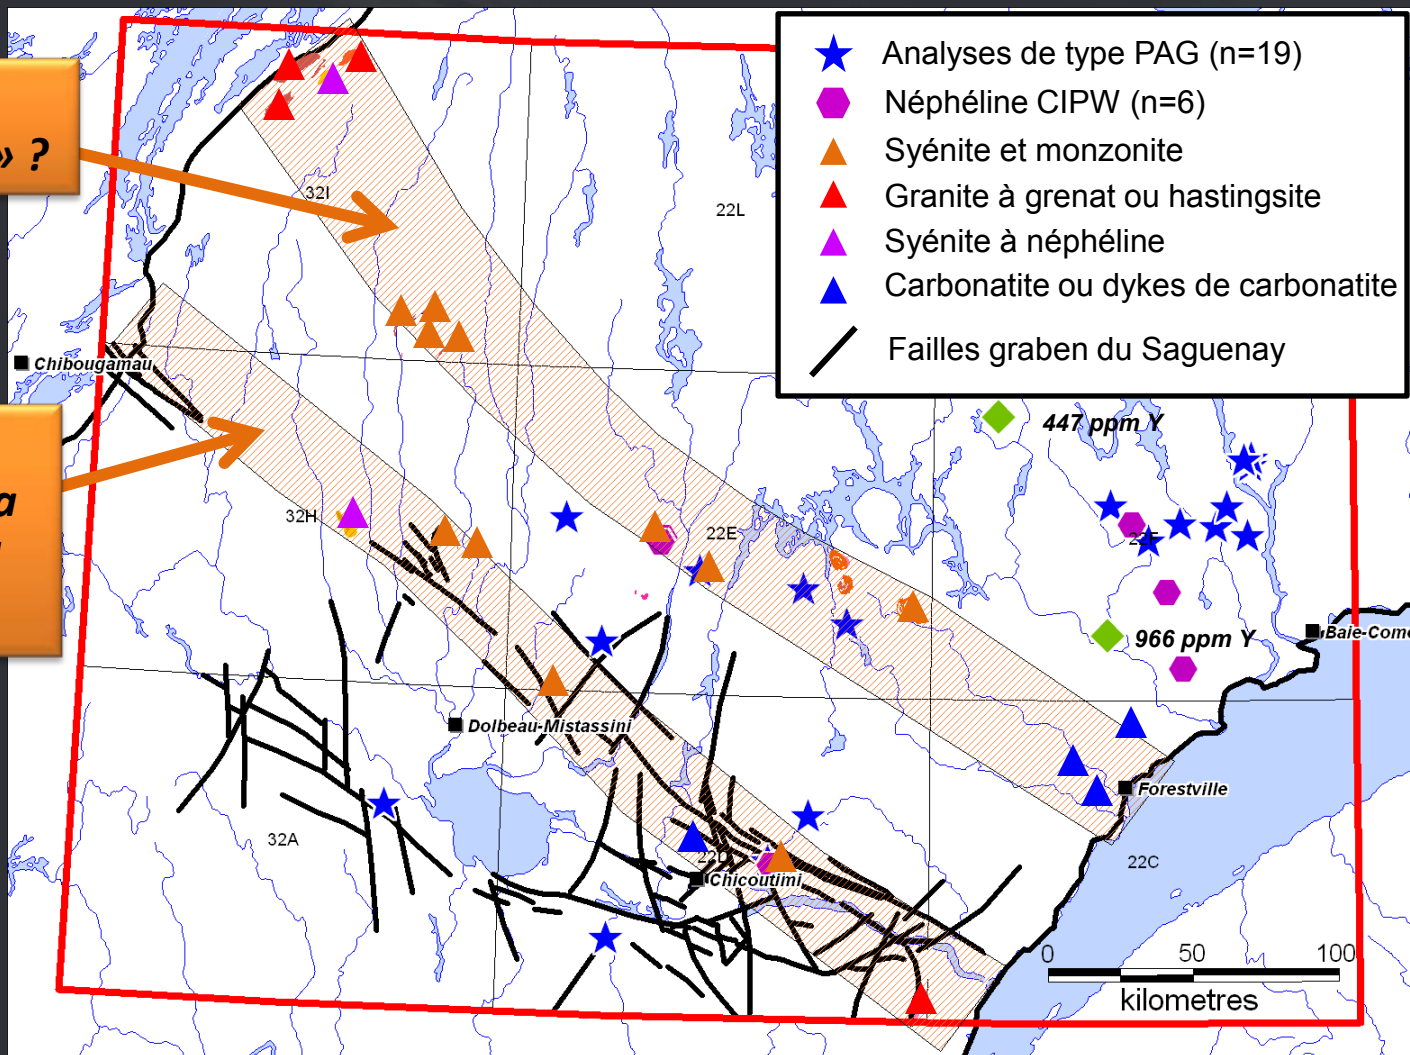 Analyses de type PAG (n=19)
Néphéline CIPW (n=6)
Syénite et monzonite
Granite à grenat ou hastingsite
Syénite à néphéline
Carbonatite ou dykes de carbonatite
Failles graben du Saguenay
» ?
32I
22L
Chibougamau
447 ppm Y
a
32H
22E
22F
966 ppm Y
Baie-Come
Dolbeau-Mistassini
Forestville
32A
22D
22C
Chicoutimi
0 50 100
kilometres